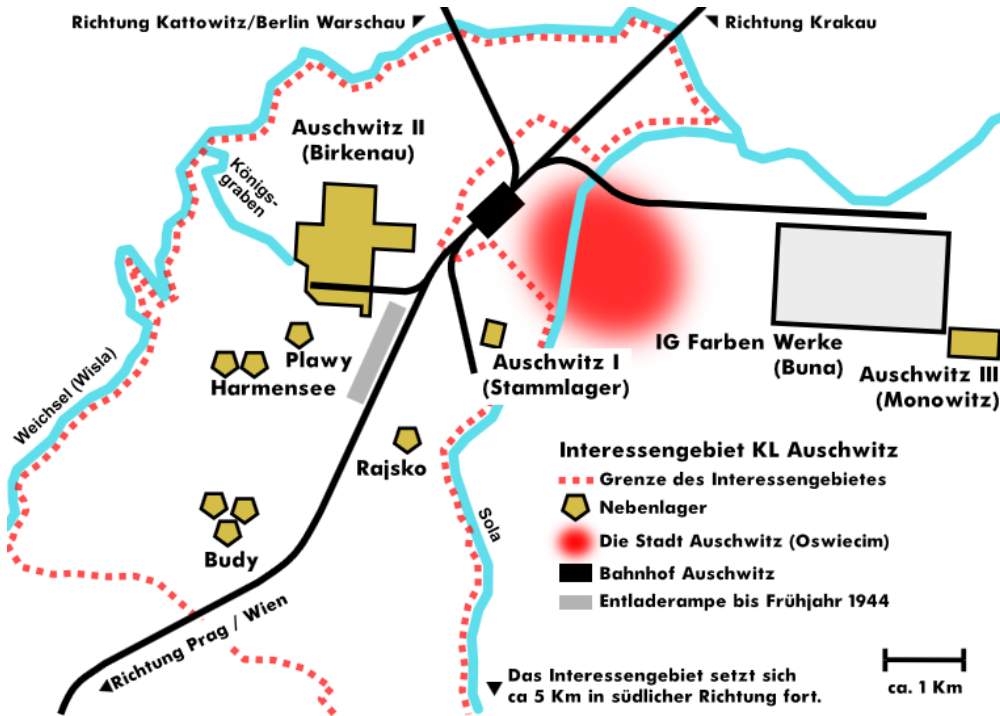 Richtung Kattowitz/Berlin Warschau
Richtung Krakau
Auschwitz II
(Birkenau)
Königs-
graben
Weichsel (Wisla)
Plawy
Harmensee
Auschwitz I
(Stammlager)
IG Farben Werke
(Buna)
Auschwitz III
(Monowitz)
Rajsko
Budy
Sola
Richtung Prag / Wien
Interessengebiet KL Auschwitz
Grenze des Interessengebietes
Nebenlager
Die Stadt Auschwitz (Oswiecim)
Bahnhof Auschwitz
Entladerampe bis Frühjahr 1944
Das Interessengebiet setzt sich
ca 5 Km in südlicher Richtung fort.
ca. 1 Km